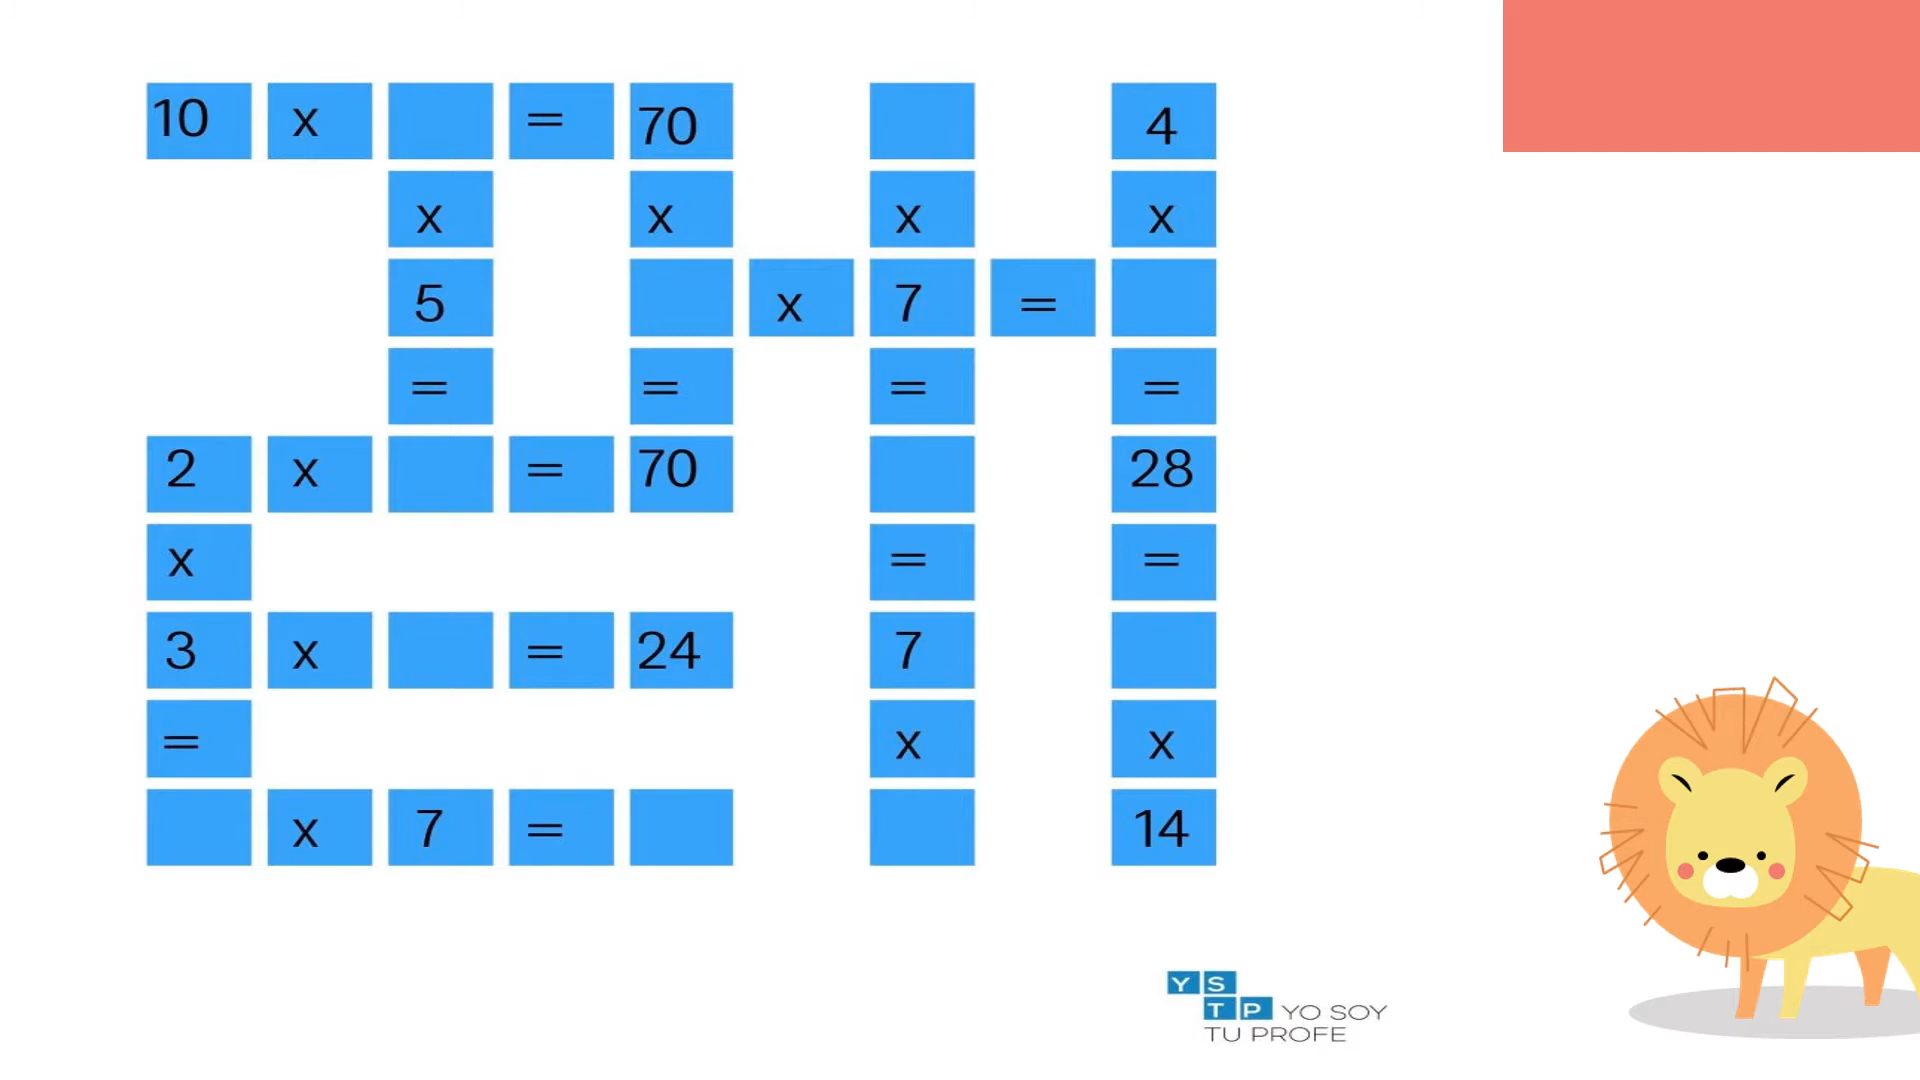 10 x = 70 4
x x x x
5 x 7 =
= = = =
2 x = 70 28
x = =
3 x = 24 7
= x x
x 7 = 14
Y S
T P YO SOY
TU PROFE